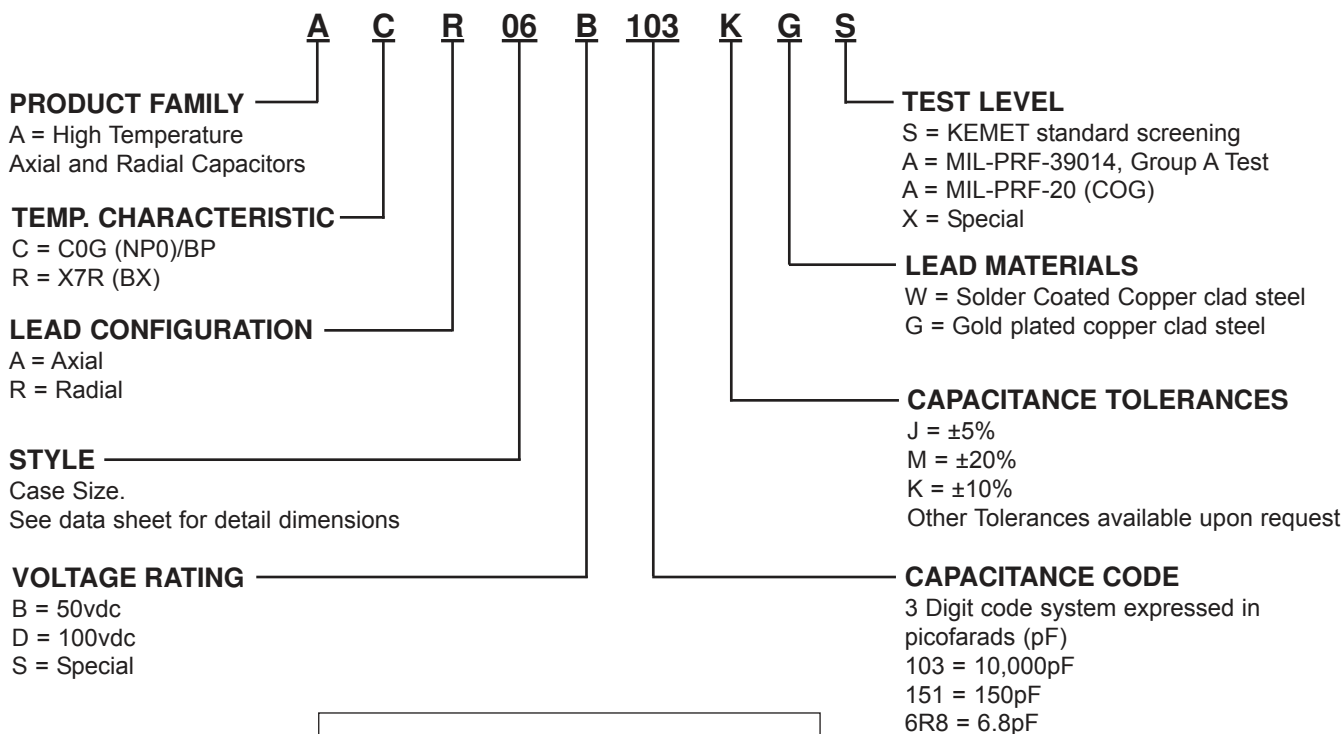 A C R 06 B 103 K G S
PRODUCT FAMILY
A = High Temperature
Axial and Radial Capacitors
TEMP. CHARACTERISTIC
C = C0G (NP0)/BP
R = X7R (BX)
LEAD CONFIGURATION
A = Axial
R = Radial
STYLE
Case Size.
See data sheet for detail dimensions
VOLTAGE RATING
B = 50vdc
D = 100vdc
S = Special
TEST LEVEL
S = KEMET standard screening
A = MIL-PRF-39014, Group A Test
A = MIL-PRF-20 (COG)
X = Special
LEAD MATERIALS
W = Solder Coated Copper clad steel
G = Gold plated copper clad steel
CAPACITANCE TOLERANCES
J = ±5%
M = ±20%
K = ±10%
Other Tolerances available upon request
CAPACITANCE CODE
3 Digit code system expressed in
picofarads (pF)
103 = 10,000pF
151 = 150pF
6R8 = 6.8pF